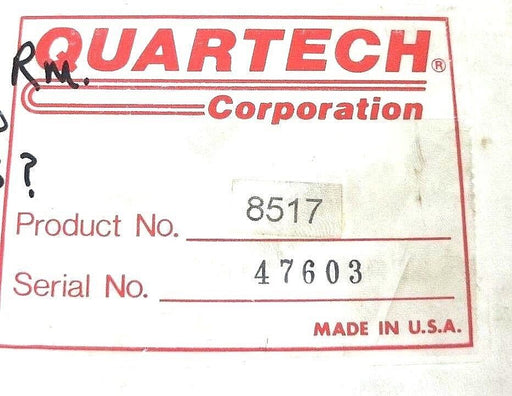 QUARTECH®
Rm.
Corporation
?
Product No. 8517
Serial No. 47603
MADE IN U.S.A.